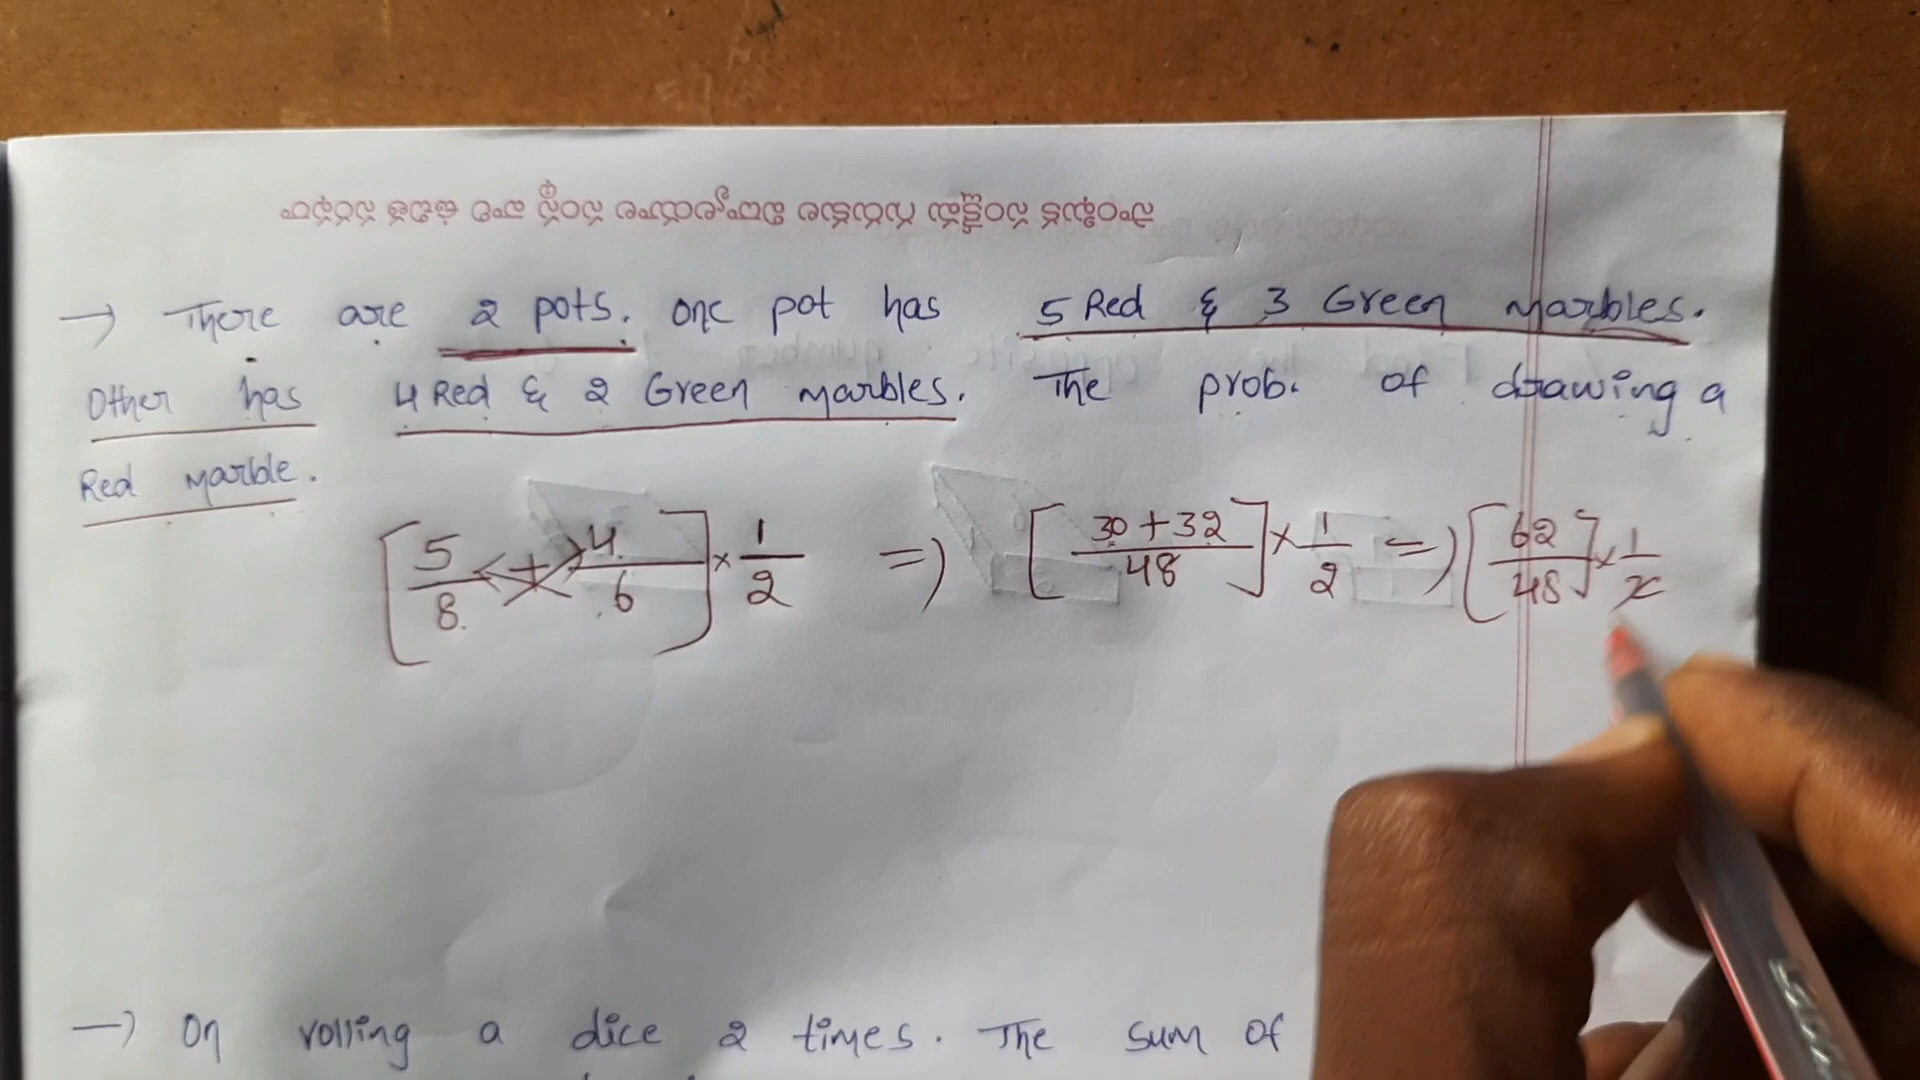 → There are 2 pots. One pot has 5 Red & 3 Green marbles.
Other has 4 Red & 2 Green marbles. The prob. of drawing a
Red marble.
[5/8 + 4/6] × 1/2 ⇒ [30+32/48] × 1/2 ⇒ [62/48] × 1/2
→ On rolling a dice 2 times. The sum of